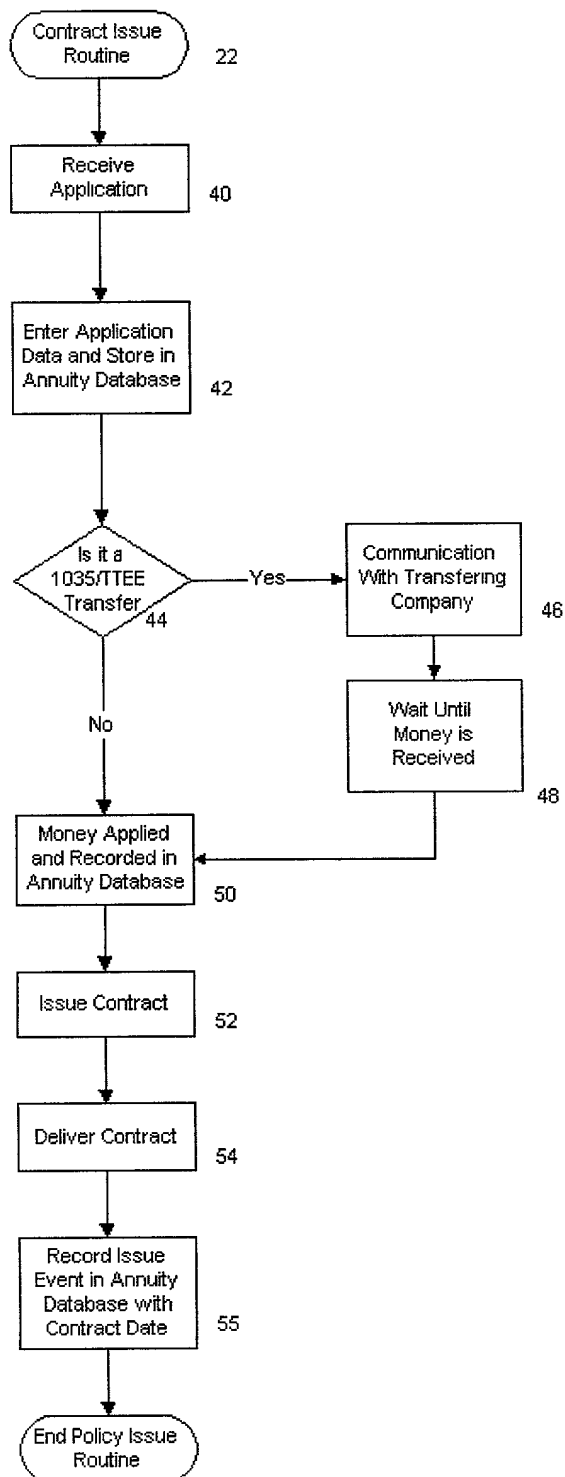 Contract Issue
Routine
22
Receive
Application
40
Enter Application
Data and Store in
Annuity Database
42
Is it a
1035/TTEE
Transfer
44
Yes
Communication
With Transfering
Company
46
No
Wait Until
Money is
Received
48
Money Applied
and Recorded in
Annuity Database
50
Issue Contract
52
Deliver Contract
54
Record Issue
Event in Annuity
Database with
Contract Date
55
End Policy Issue
Routine